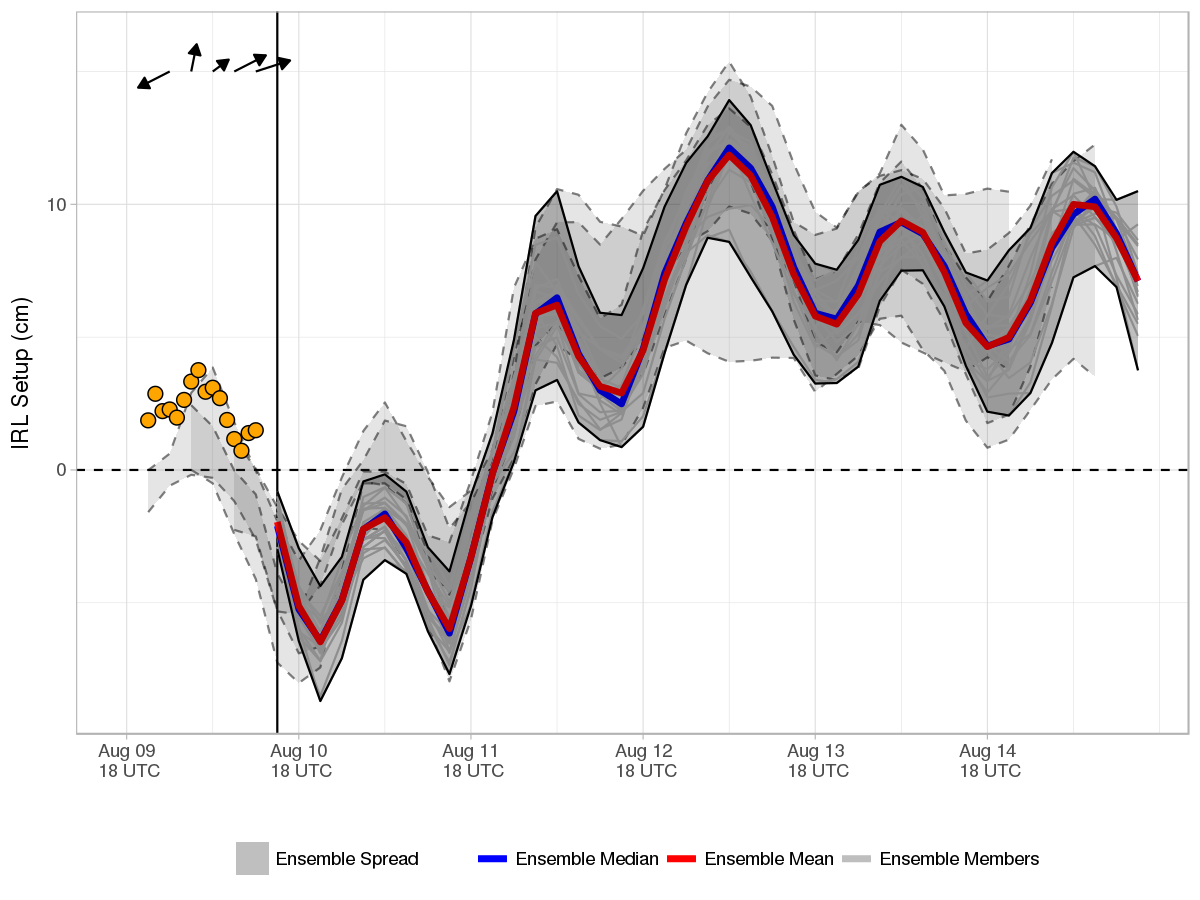 IRL Setup (cm)
10
0
Aug 09
18 UTC
Aug 10
18 UTC
Aug 11
18 UTC
Aug 12
18 UTC
Aug 13
18 UTC
Aug 14
18 UTC
Ensemble Spread
Ensemble Median
Ensemble Mean
Ensemble Members